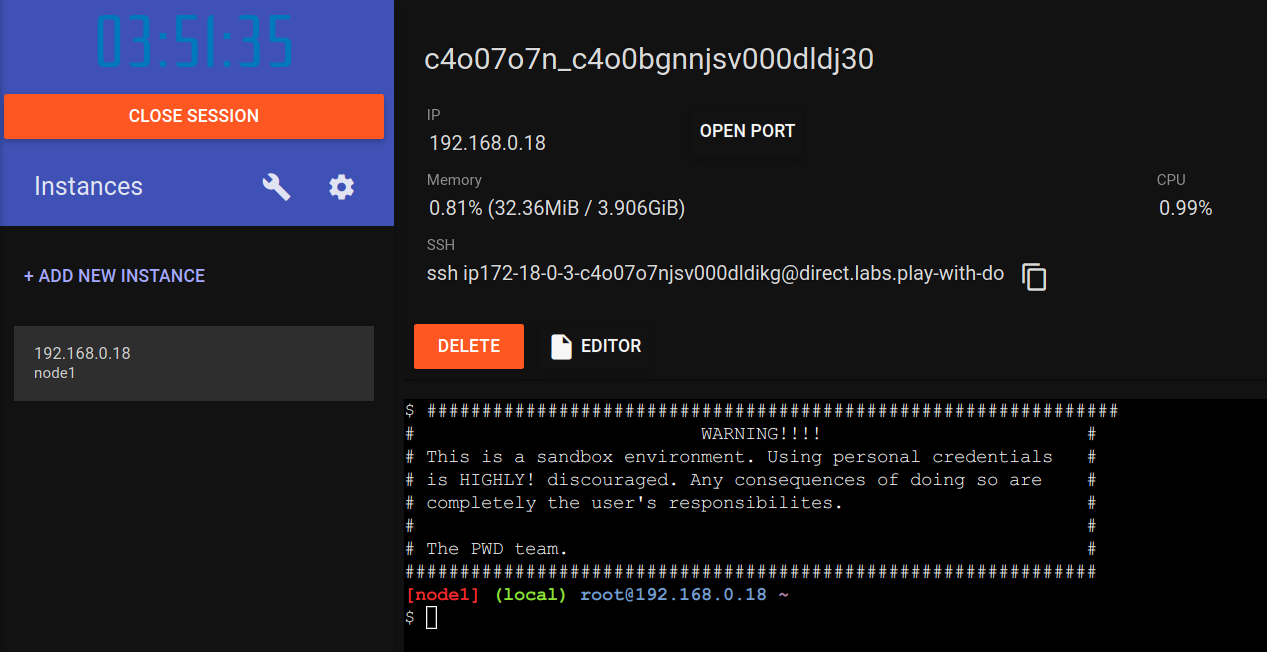 03:51:35
CLOSE SESSION
Instances
+ ADD NEW INSTANCE
192.168.0.18
node1
c4o07o7n_c4o0bgnnjsv000dldj30
IP
192.168.0.18
OPEN PORT
Memory
0.81% (32.36MiB / 3.906GiB)
CPU
0.99%
SSH
ssh ip172-18-0-3-c4o07o7njsv000dldikg@direct.labs.play-with-do
DELETE
EDITOR
$ ###############################################################
# WARNING!!!! #
# This is a sandbox environment. Using personal credentials #
# is HIGHLY! discouraged. Any consequences of doing so are #
# completely the user's responsibilites. #
# #
# The PWD team. #
###############################################################
[node1] (local) root@192.168.0.18 ~
$